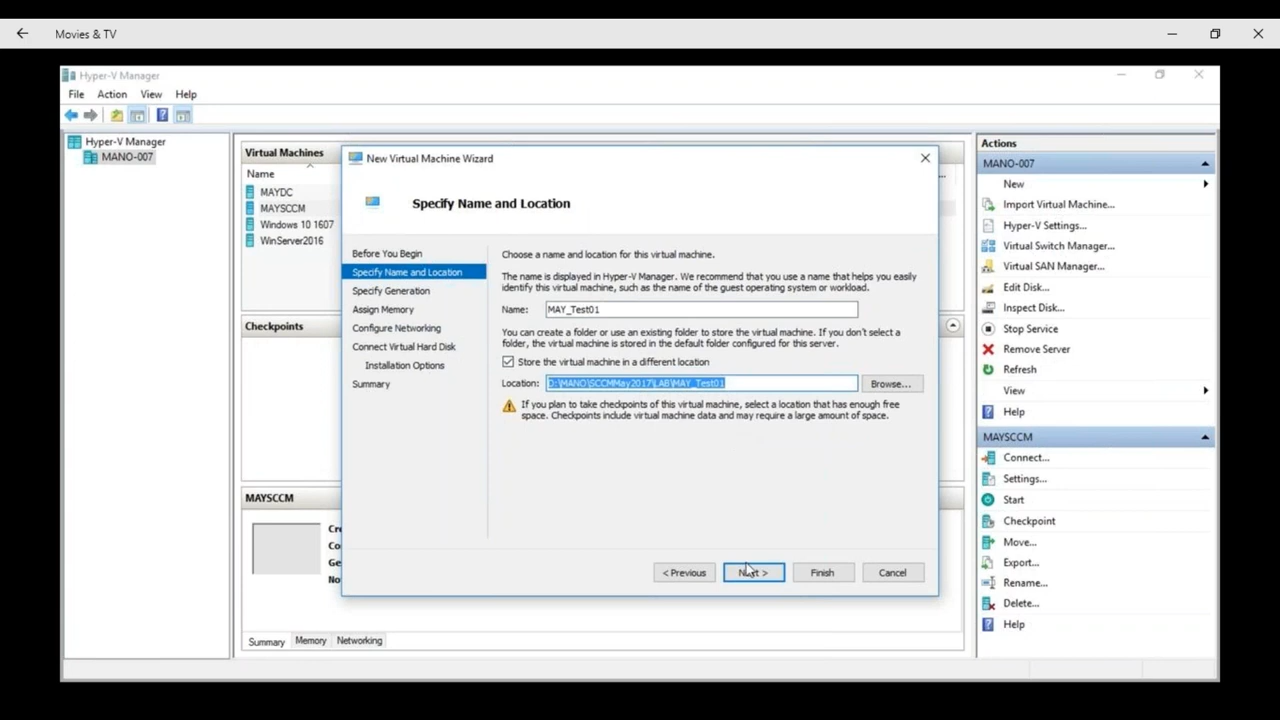 Movies & TV
Hyper-V Manager
File Action View Help
Hyper-V Manager
MANO-007
Virtual Machines
Name
MAYDC
MAYSCCM
Windows 10 1607
WinServer2016
Checkpoints
MAYSCCM
Summary Memory Networking
New Virtual Machine Wizard
Specify Name and Location
Before You Begin
Specify Name and Location
Specify Generation
Assign Memory
Configure Networking
Connect Virtual Hard Disk
Installation Options
Summary
Choose a name and location for this virtual machine.
The name is displayed in Hyper-V Manager. We recommend that you use a name that helps you easily
identify this virtual machine, such as the name of the guest operating system or workload.
Name: MAY_Test01
You can create a folder or use an existing folder to store the virtual machine. If you don't select a
folder, the virtual machine is stored in the default folder configured for this server.
Store the virtual machine in a different location
Location: D:\MANO\SCCMMay2017\LAB\MAY_Test01 Browse...
If you plan to take checkpoints of this virtual machine, select a location that has enough free
space. Checkpoints include virtual machine data and may require a large amount of space.
< Previous Next > Finish Cancel
Actions
MANO-007
New
Import Virtual Machine...
Hyper-V Settings...
Virtual Switch Manager...
Virtual SAN Manager...
Edit Disk...
Inspect Disk...
Stop Service
Remove Server
Refresh
View
Help
MAYSCCM
Connect...
Settings...
Start
Checkpoint
Move...
Export...
Rename...
Delete...
Help